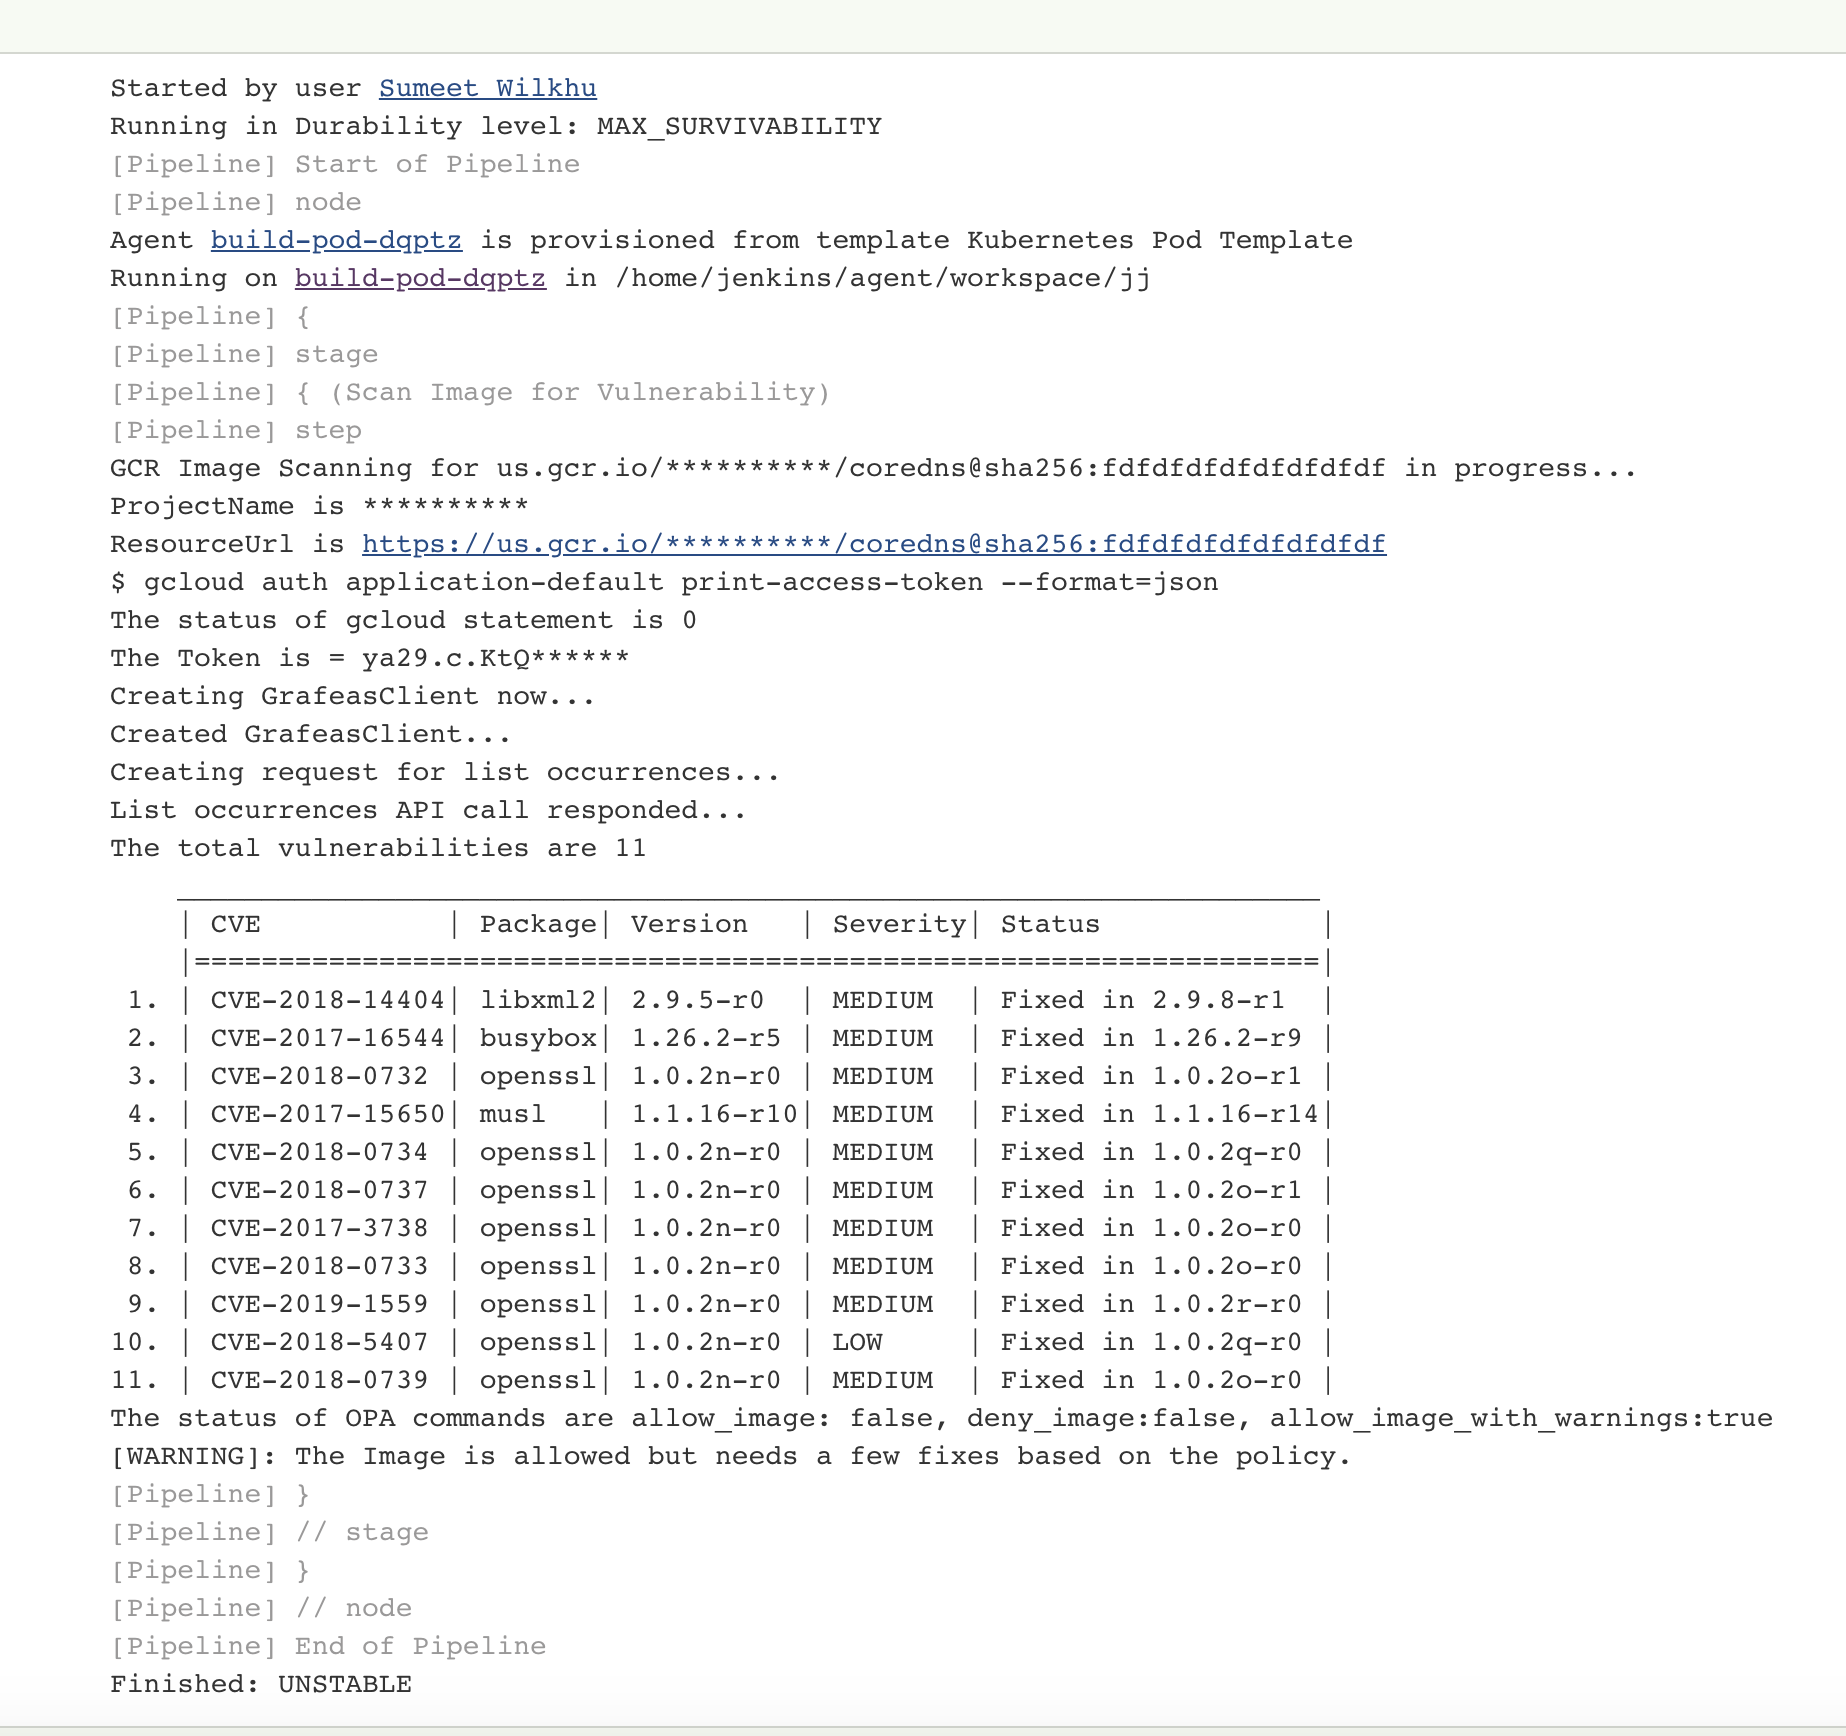 Started by user Sumeet Wilkhu
Running in Durability level: MAX_SURVIVABILITY
[Pipeline] Start of Pipeline
[Pipeline] node
Agent build-pod-dqptz is provisioned from template Kubernetes Pod Template
Running on build-pod-dqptz in /home/jenkins/agent/workspace/jj
[Pipeline] {
[Pipeline] stage
[Pipeline] { (Scan Image for Vulnerability)
[Pipeline] step
GCR Image Scanning for us.gcr.io/**********/coredns@sha256:fdfdfdfdfdfdfdfdf in progress...
ProjectName is **********
ResourceUrl is https://us.gcr.io/**********/coredns@sha256:fdfdfdfdfdfdfdfdf
$ gcloud auth application-default print-access-token --format=json
The status of gcloud statement is 0
The Token is = ya29.c.KtQ******
Creating GrafeasClient now...
Created GrafeasClient...
Creating request for list occurrences...
List occurrences API call responded...
The total vulnerabilities are 11
| CVE | Package| Version | Severity| Status |
|===================================================================|
1. | CVE-2018-14404| libxml2| 2.9.5-r0 | MEDIUM | Fixed in 2.9.8-r1 |
2. | CVE-2017-16544| busybox| 1.26.2-r5 | MEDIUM | Fixed in 1.26.2-r9 |
3. | CVE-2018-0732 | openssl| 1.0.2n-r0 | MEDIUM | Fixed in 1.0.2o-r1 |
4. | CVE-2017-15650| musl | 1.1.16-r10| MEDIUM | Fixed in 1.1.16-r14|
5. | CVE-2018-0734 | openssl| 1.0.2n-r0 | MEDIUM | Fixed in 1.0.2q-r0 |
6. | CVE-2018-0737 | openssl| 1.0.2n-r0 | MEDIUM | Fixed in 1.0.2o-r1 |
7. | CVE-2017-3738 | openssl| 1.0.2n-r0 | MEDIUM | Fixed in 1.0.2o-r0 |
8. | CVE-2018-0733 | openssl| 1.0.2n-r0 | MEDIUM | Fixed in 1.0.2o-r0 |
9. | CVE-2019-1559 | openssl| 1.0.2n-r0 | MEDIUM | Fixed in 1.0.2r-r0 |
10. | CVE-2018-5407 | openssl| 1.0.2n-r0 | LOW | Fixed in 1.0.2q-r0 |
11. | CVE-2018-0739 | openssl| 1.0.2n-r0 | MEDIUM | Fixed in 1.0.2o-r0 |
The status of OPA commands are allow_image: false, deny_image:false, allow_image_with_warnings:true
[WARNING]: The Image is allowed but needs a few fixes based on the policy.
[Pipeline] }
[Pipeline] // stage
[Pipeline] }
[Pipeline] // node
[Pipeline] End of Pipeline
Finished: UNSTABLE